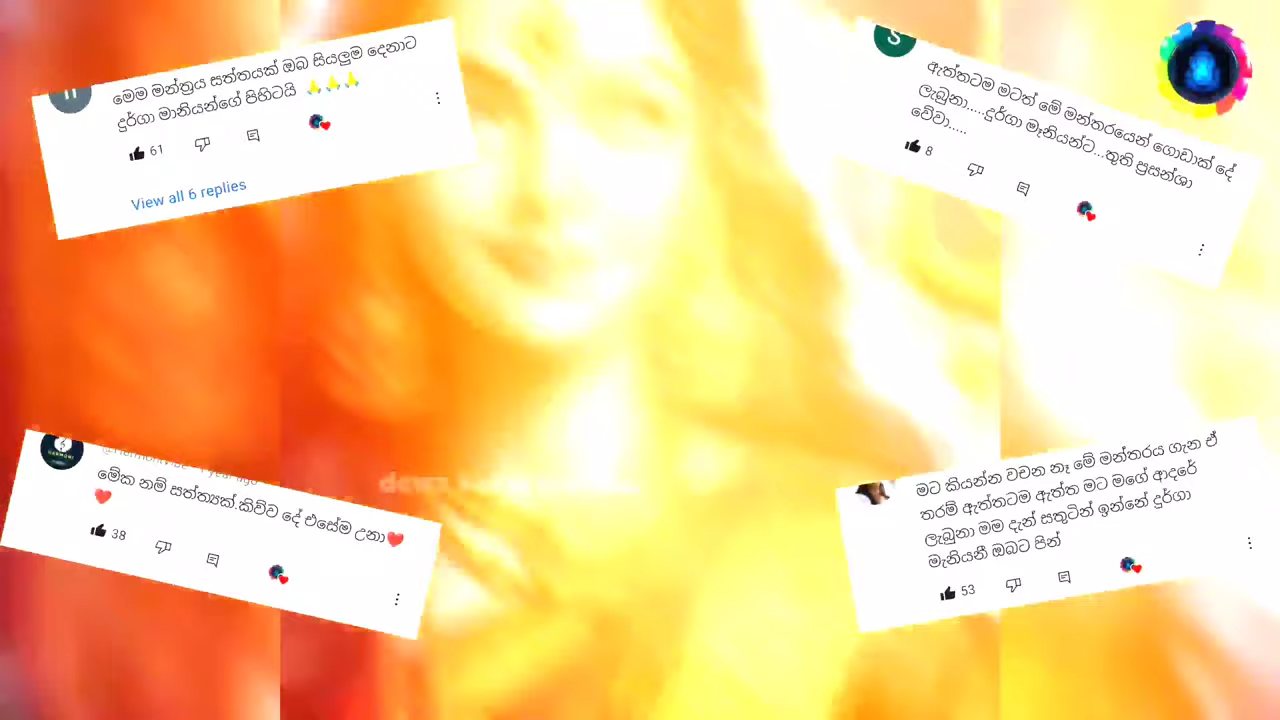 මෙම මන්ත්‍රය සත්තයක් ඔබ සියලුම දෙනාට
දුර්ගා මානියන්ගේ පිහිටයි 🙏🙏🙏
61
View all 6 replies
S
ඇත්තටම මටත් මේ මන්තරයෙන් ගොඩාක් දේ
ලැබුනා.....දුර්ගා මෑනියන්ට...තුති ප්‍රසන්ශා
වේවා.....
8
මේක නම් සත්ත්‍යක්.කිව්ව දේ එසේම උනා❤️
❤️
38
මට කියන්න වචන නෑ මේ මන්තරය ගැන ඒ
තරම් ඇත්තටම ඇත්ත මට මගේ ආදරේ
ලැබුනා මම දැන් සතුටින් ඉන්නේ දුර්ගා
මැනියනී ඔබට පින්
53